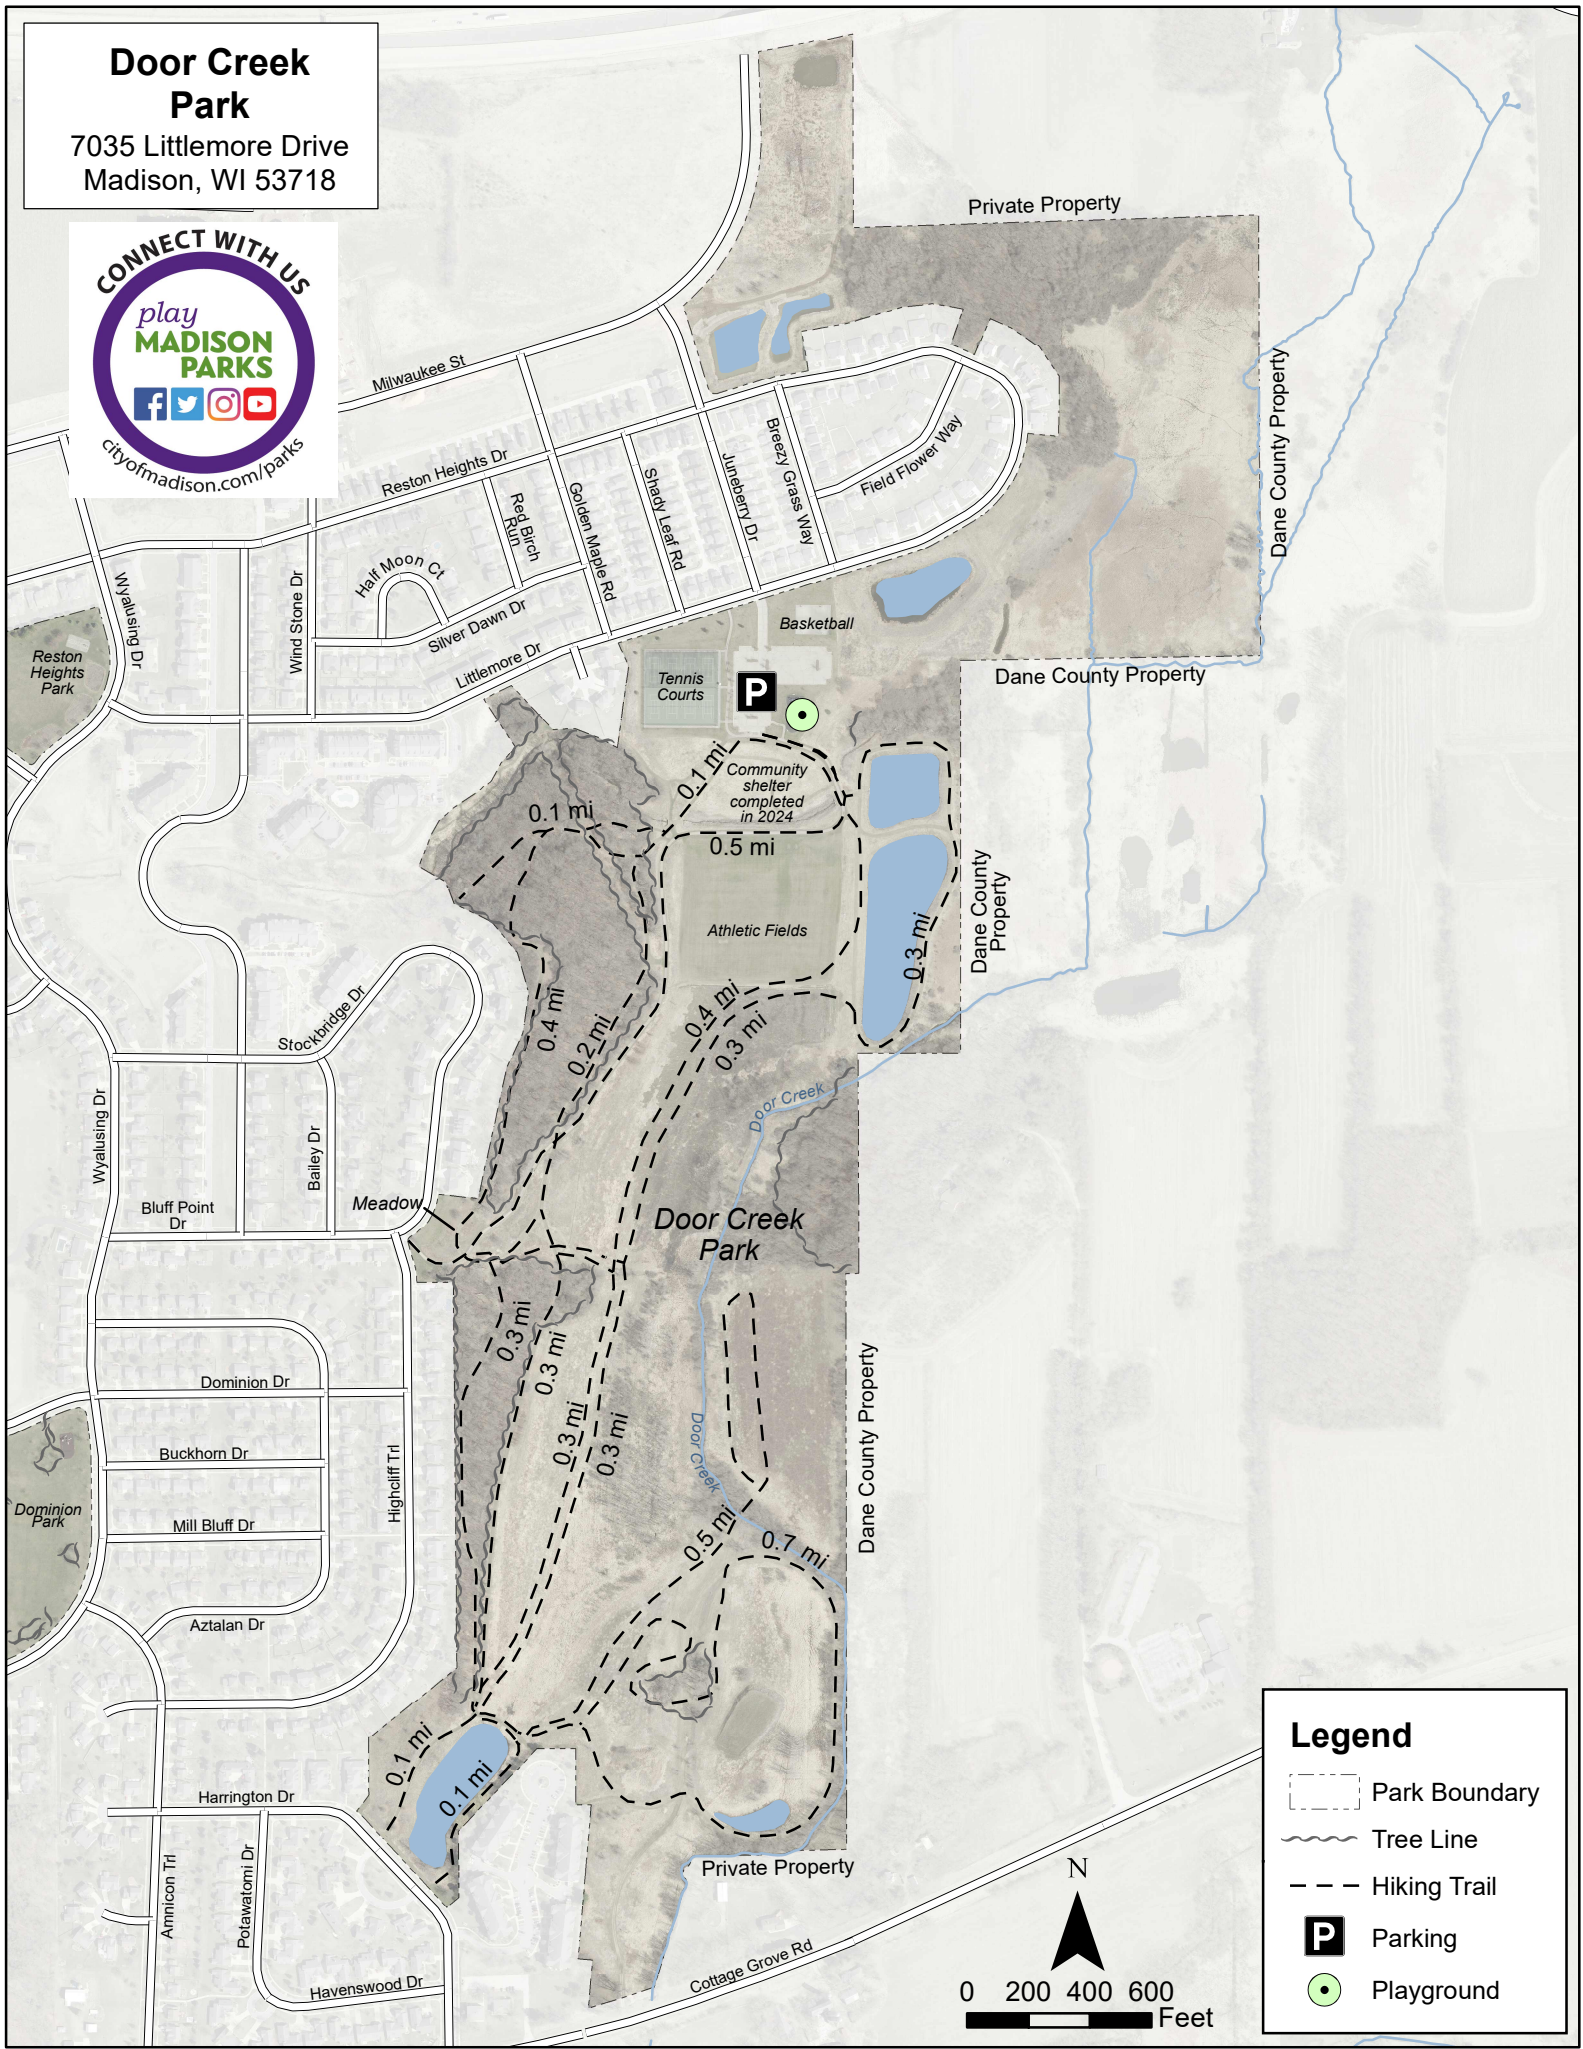 Door Creek
Park
7035 Littlemore Drive
Madison, WI 53718
CONNECT WITH US
play
MADISON
PARKS
cityofmadison.com/parks
Private Property
Milwaukee St
Reston Heights Dr
Red Birch
Run
Golden Maple Rd
Shady Leaf Rd
Juneberry Dr
Breezy Grass Way
Field Flower Way
Dane County Property
Half Moon Ct
Wyalusing Dr
Wind Stone Dr
Silver Dawn Dr
Littlemore Dr
Reston
Heights
Park
Basketball
Tennis
Courts
P
Dane County Property
0.1 mi
Community
shelter
completed
in 2024
0.1 mi
0.5 mi
Athletic Fields
0.3 mi
Dane County
Property
0.4 mi
0.2 mi
0.4 mi
0.3 mi
Stockbridge Dr
Wyalusing Dr
Bailey Dr
Door Creek
Bluff Point
Dr
Meadow
Door Creek
Park
0.3 mi
0.3 mi
0.3 mi
0.3 mi
Door Creek
Dane County Property
Dominion Dr
Buckhorn Dr
Highcliff Trl
Mill Bluff Dr
Dominion
Park
Aztalan Dr
0.5 mi
0.7 mi
0.1 mi
0.1 mi
Harrington Dr
Potawatomi Dr
Amnicon Trl
Havenswood Dr
Private Property
Cottage Grove Rd
N
0 200 400 600
Feet
Legend
Park Boundary
Tree Line
Hiking Trail
P Parking
Playground